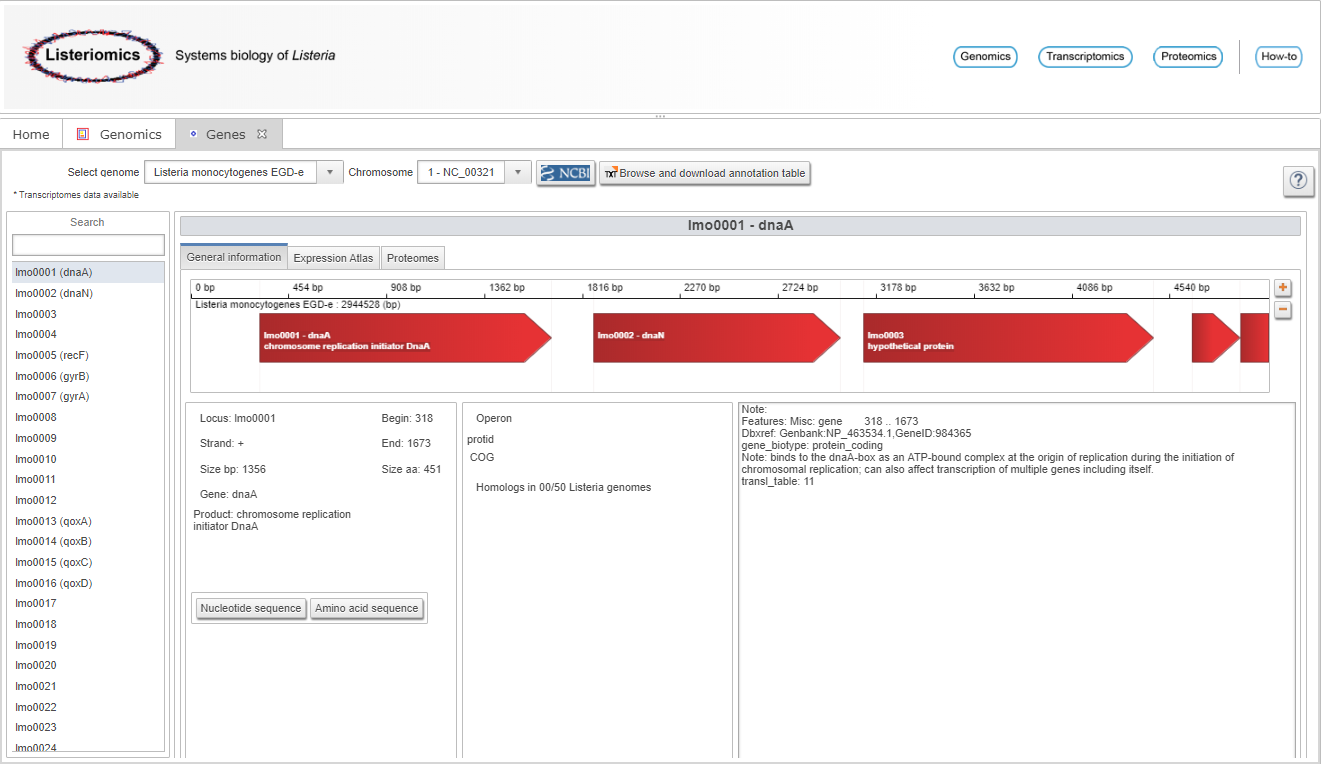 Listeriomics
Systems biology of Listeria
Genomics
Transcriptomics
Proteomics
How-to
Home
Genomics
Genes
Select genome
Listeria monocytogenes EGD-e
Chromosome
1 - NC_00321
NCBI
TXT
Browse and download annotation table
?
* Transcriptomes data available
Search
lmo0001 (dnaA)
lmo0002 (dnaN)
lmo0003
lmo0004
lmo0005 (recF)
lmo0006 (gyrB)
lmo0007 (gyrA)
lmo0008
lmo0009
lmo0010
lmo0011
lmo0012
lmo0013 (qoxA)
lmo0014 (qoxB)
lmo0015 (qoxC)
lmo0016 (qoxD)
lmo0017
lmo0018
lmo0019
lmo0020
lmo0021
lmo0022
lmo0023
lmo0024
lmo0001 - dnaA
General information
Expression Atlas
Proteomes
0 bp 454 bp 908 bp 1362 bp 1816 bp 2270 bp 2724 bp 3178 bp 3632 bp 4086 bp 4540 bp
Listeria monocytogenes EGD-e : 2944528 (bp)
lmo0001 - dnaA
chromosome replication initiator DnaA
lmo0002 - dnaN
lmo0003
hypothetical protein
Locus: lmo0001 Begin: 318
Strand: + End: 1673
Size bp: 1356 Size aa: 451
Gene: dnaA
Product: chromosome replication
initiator DnaA
Nucleotide sequence
Amino acid sequence
Operon
protid
COG
Homologs in 00/50 Listeria genomes
Note:
Features: Misc: gene 318 .. 1673
Dbxref: Genbank:NP_463534.1,GeneID:984365
gene_biotype: protein_coding
Note: binds to the dnaA-box as an ATP-bound complex at the origin of replication during the initiation of
chromosomal replication; can also affect transcription of multiple genes including itself.
transl_table: 11